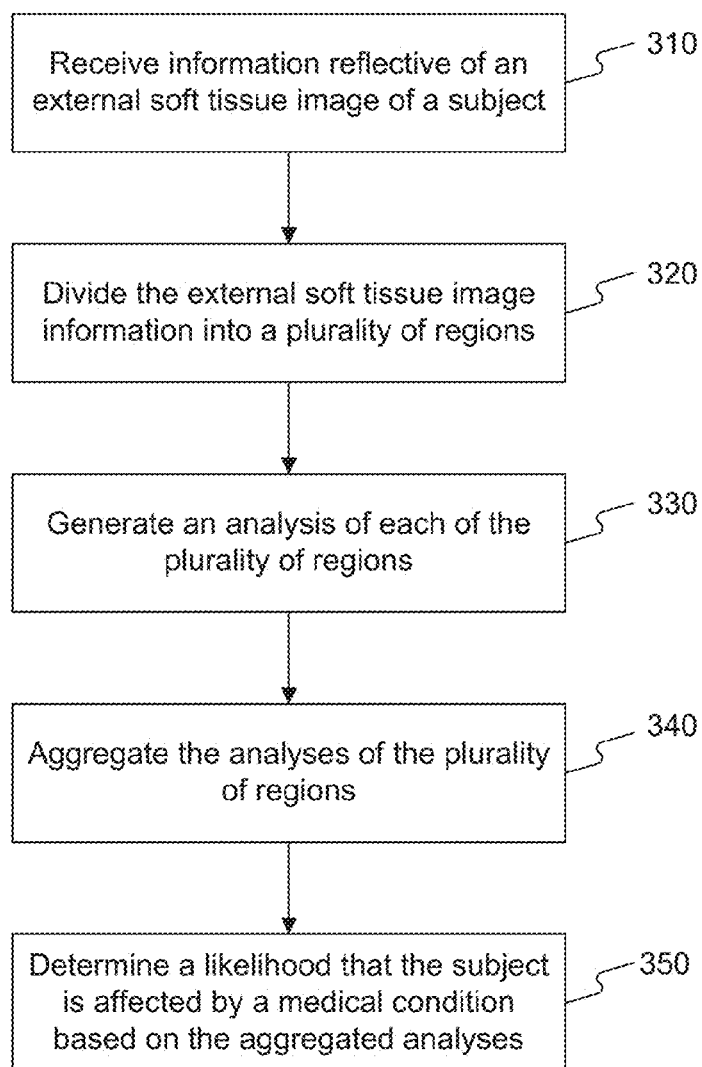 Receive information reflective of an
external soft tissue image of a subject
310
Divide the external soft tissue image
information into a plurality of regions
320
Generate an analysis of each of the
plurality of regions
330
Aggregate the analyses of the plurality
of regions
340
Determine a likelihood that the subject
is affected by a medical condition
based on the aggregated analyses
350